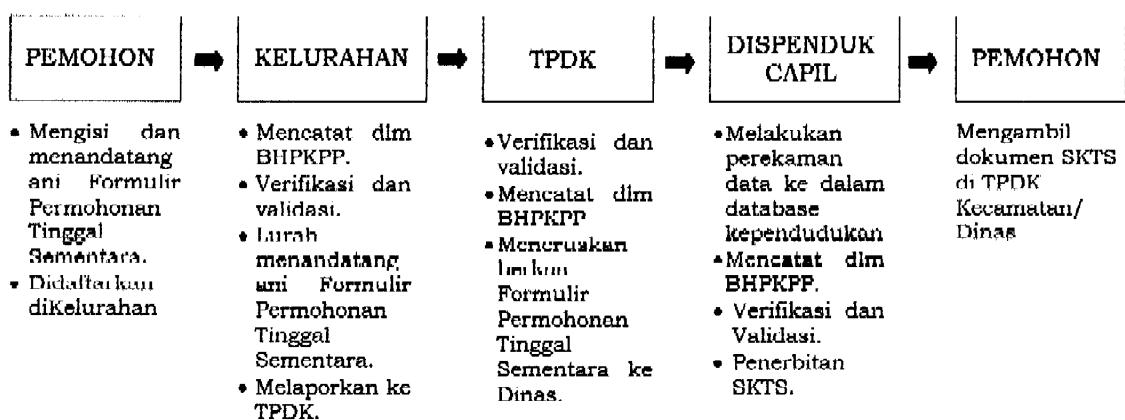 PEMOHON
• Mengisi dan
menandatang
ani Formulir
Permohonan
Tinggal
Sementara.
• Didaftarkan
diKelurahan
KELURAHAN
• Mencatat dlm
BHPKPP.
• Verifikasi dan
validasi.
• Lurah
menandatang
ani Formulir
Permohonan
Tinggal
Sementara.
• Melaporkan ke
TPDK.
TPDK
• Verifikasi dan
validasi.
• Mencatat dlm
BHPKPP
• Meneruskan
berkas
Formulir
Permohonan
Tinggal
Sementara ke
Dinas.
DISPENDUK
CAPIL
• Melakukan
perekaman
data ke dalam
database
kependudukan
• Mencatat dlm
BHPKPP.
• Verifikasi dan
Validasi.
• Penerbitan
SKTS.
PEMOHON
Mengambil
dokumen SKTS
di TPDK
Kecamatan/
Dinas